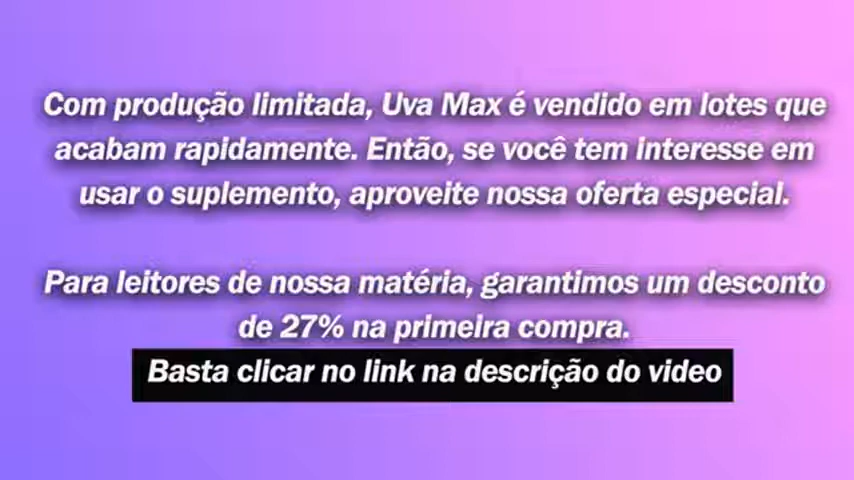 Com produção limitada, Uva Max é vendido em lotes que
acabam rapidamente. Então, se você tem interesse em
usar o suplemento, aproveite nossa oferta especial.
Para leitores de nossa matéria, garantimos um desconto
de 27% na primeira compra.
Basta clicar no link na descrição do video